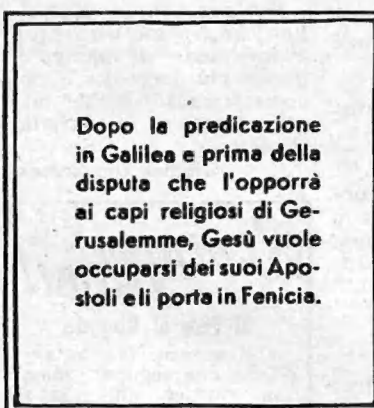 Dopo la predicazione
in Galilea e prima della
disputa che l'opporrà
ai capi religiosi di Ge-
rusalemme, Gesù vuole
occuparsi dei suoi Apo-
stoli e li porta in Fenicia.